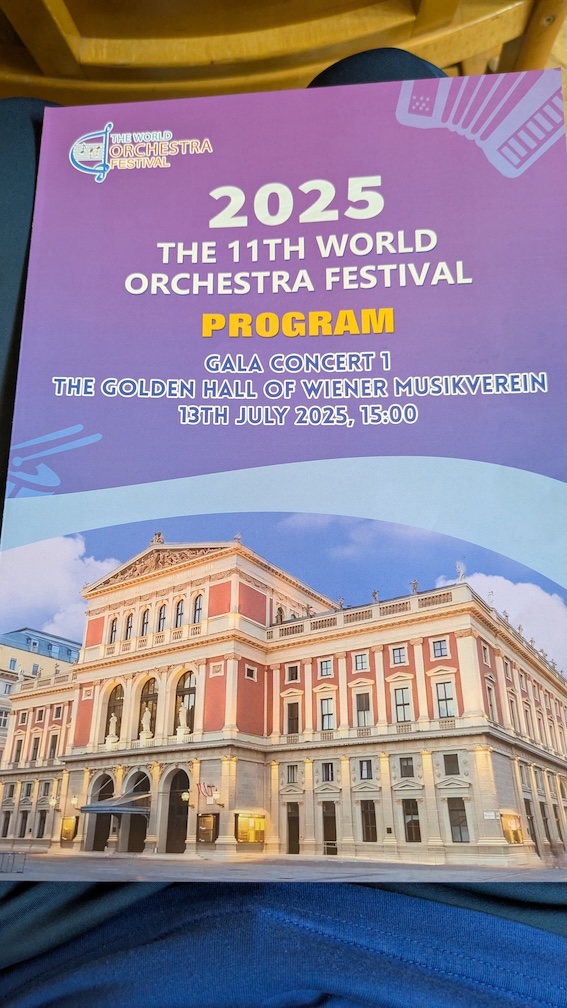 THE WORLD
ORCHESTRA
FESTIVAL
2025
THE 11TH WORLD
ORCHESTRA FESTIVAL
PROGRAM
GALA CONCERT 1
THE GOLDEN HALL OF WIENER MUSIKVEREIN
13TH JULY 2025, 15:00